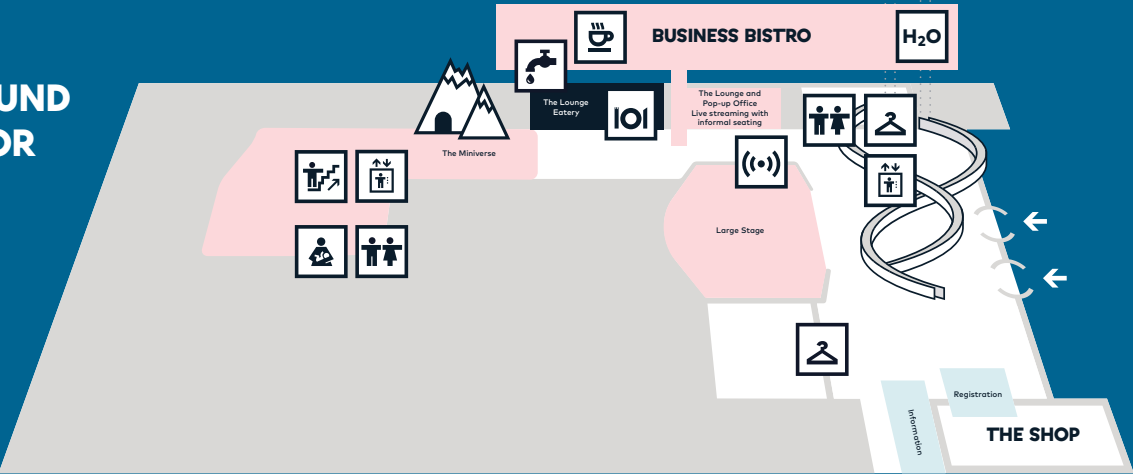 UND
OR
BUSINESS BISTRO
H₂O
The Lounge
Eatery
The Lounge and
Pop-up Office
Live streaming with
informal seating
The Miniverse
Large Stage
Registration
Information
THE SHOP